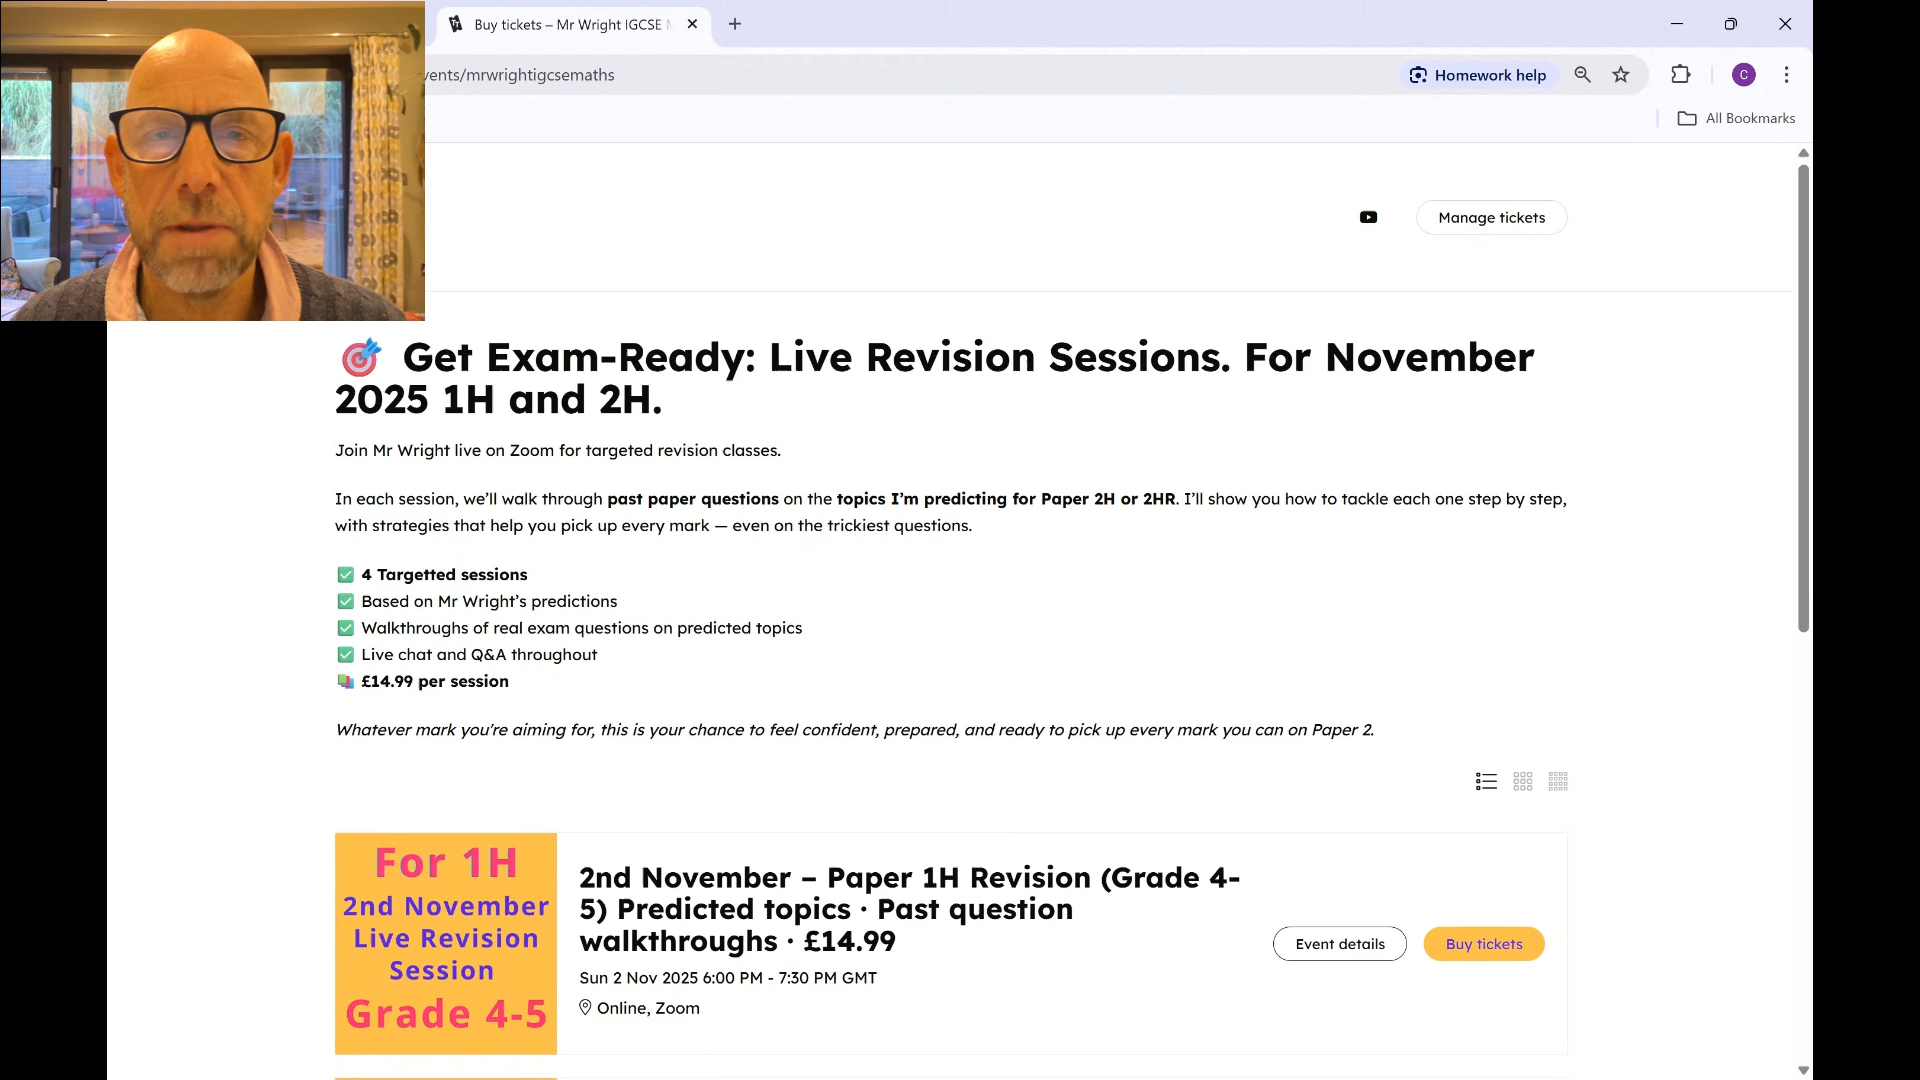 Buy tickets – Mr Wright IGCSE
vents/mrwrightigcsemaths
Homework help
C
All Bookmarks
Manage tickets
🎯 Get Exam-Ready: Live Revision Sessions. For November
2025 1H and 2H.
Join Mr Wright live on Zoom for targeted revision classes.
In each session, we’ll walk through past paper questions on the topics I’m predicting for Paper 2H or 2HR. I’ll show you how to tackle each one step by step,
with strategies that help you pick up every mark — even on the trickiest questions.
✅ 4 Targetted sessions
✅ Based on Mr Wright’s predictions
✅ Walkthroughs of real exam questions on predicted topics
✅ Live chat and Q&A throughout
📚 £14.99 per session
Whatever mark you're aiming for, this is your chance to feel confident, prepared, and ready to pick up every mark you can on Paper 2.
For 1H
2nd November
Live Revision
Session
Grade 4-5
2nd November – Paper 1H Revision (Grade 4-
5) Predicted topics · Past question
walkthroughs · £14.99
Sun 2 Nov 2025 6:00 PM - 7:30 PM GMT
Online, Zoom
Event details
Buy tickets